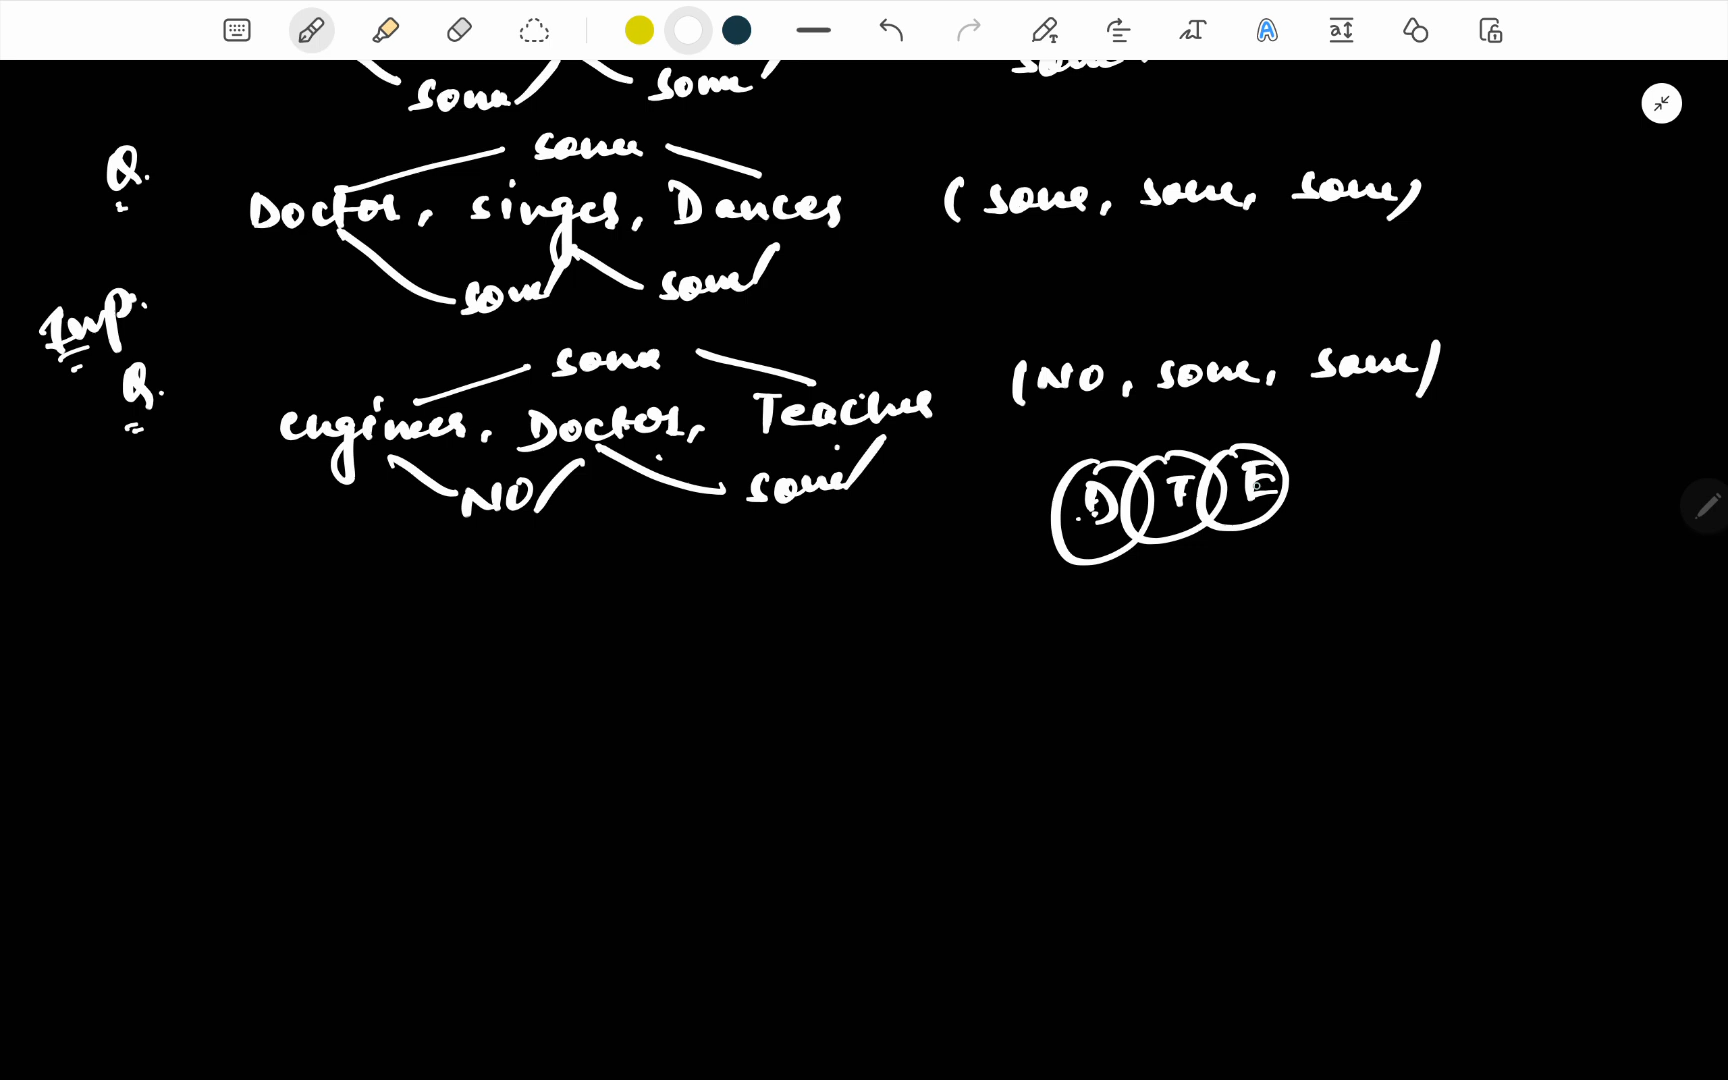 some some some
some
Q. Doctor, singer, Dancer (some, some, some)
some some
Imp.
some
Q. engineer, Doctor, Teacher (NO, some, some)
NO some
D T E